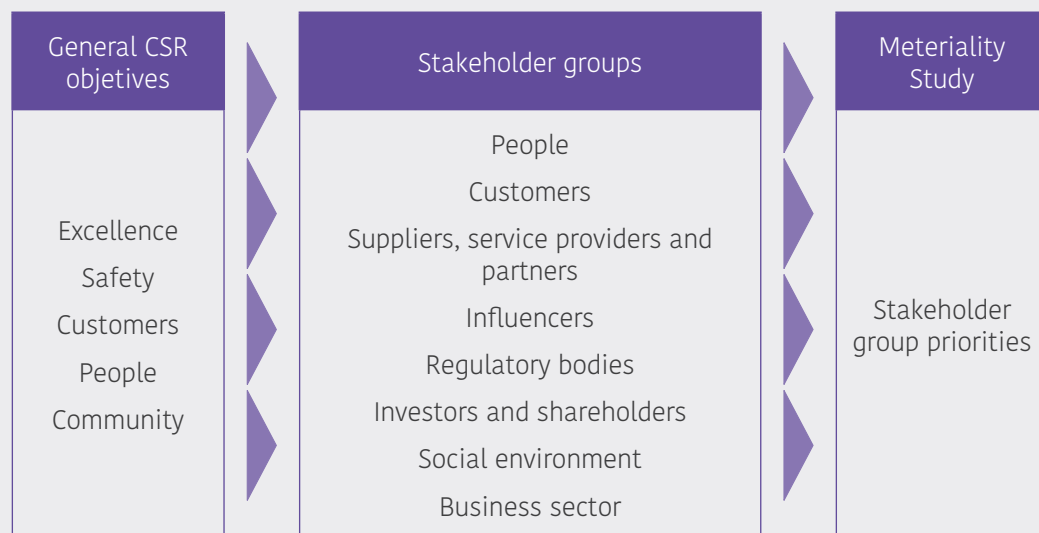 General CSR
objetives
Excellence
Safety
Customers
People
Community
Stakeholder groups
People
Customers
Suppliers, service providers and
partners
Influencers
Regulatory bodies
Investors and shareholders
Social environment
Business sector
Meteriality
Study
Stakeholder
group priorities